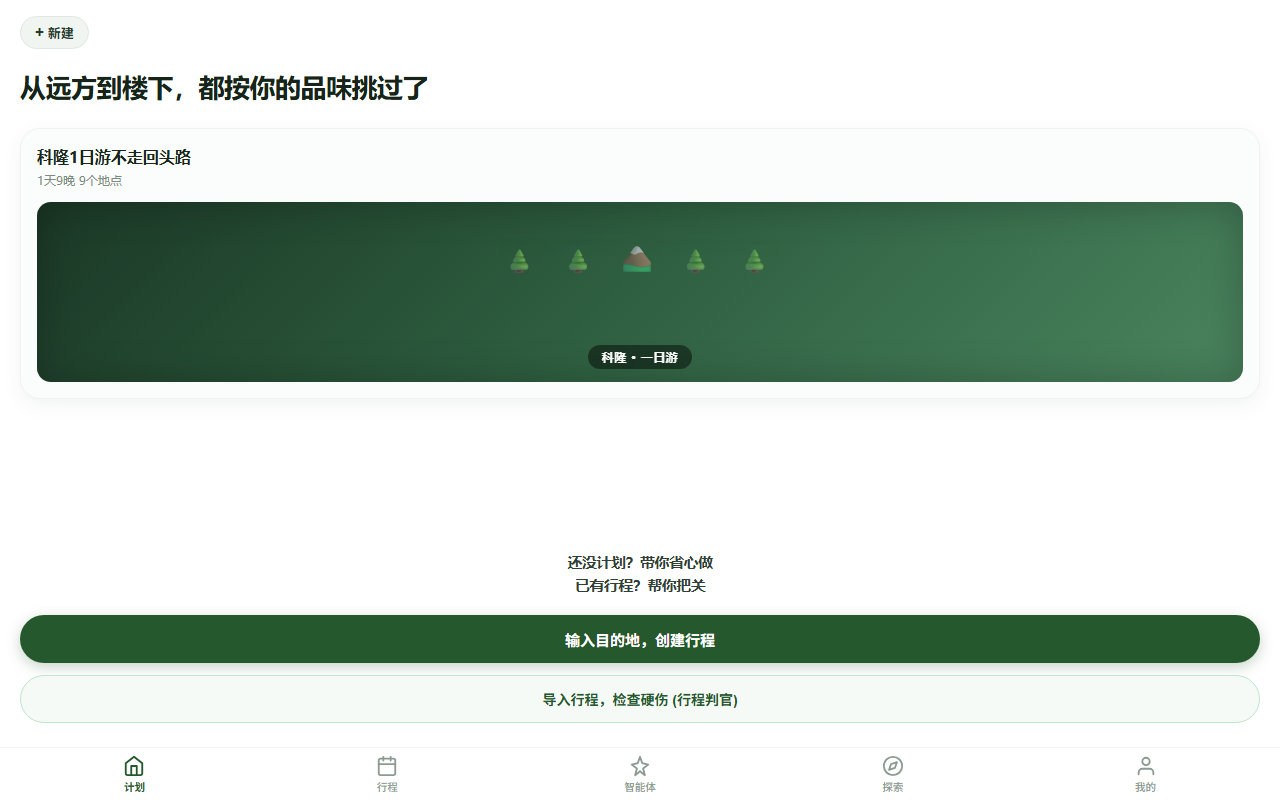 + 新建
从远方到楼下，都按你的品味挑过了
科隆1日游不走回头路
1天9晚 9个地点
科隆·一日游
还没计划？带你省心做
已有行程？帮你把关
输入目的地，创建行程
导入行程，检查硬伤 (行程判官)
计划
行程
智能体
探索
我的